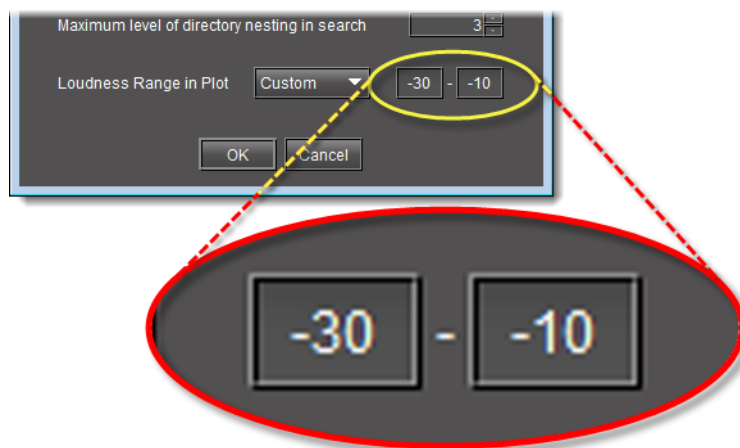 Maximum level of directory nesting in search 3
Loudness Range in Plot Custom -30 - -10
OK Cancel
-30 - -10